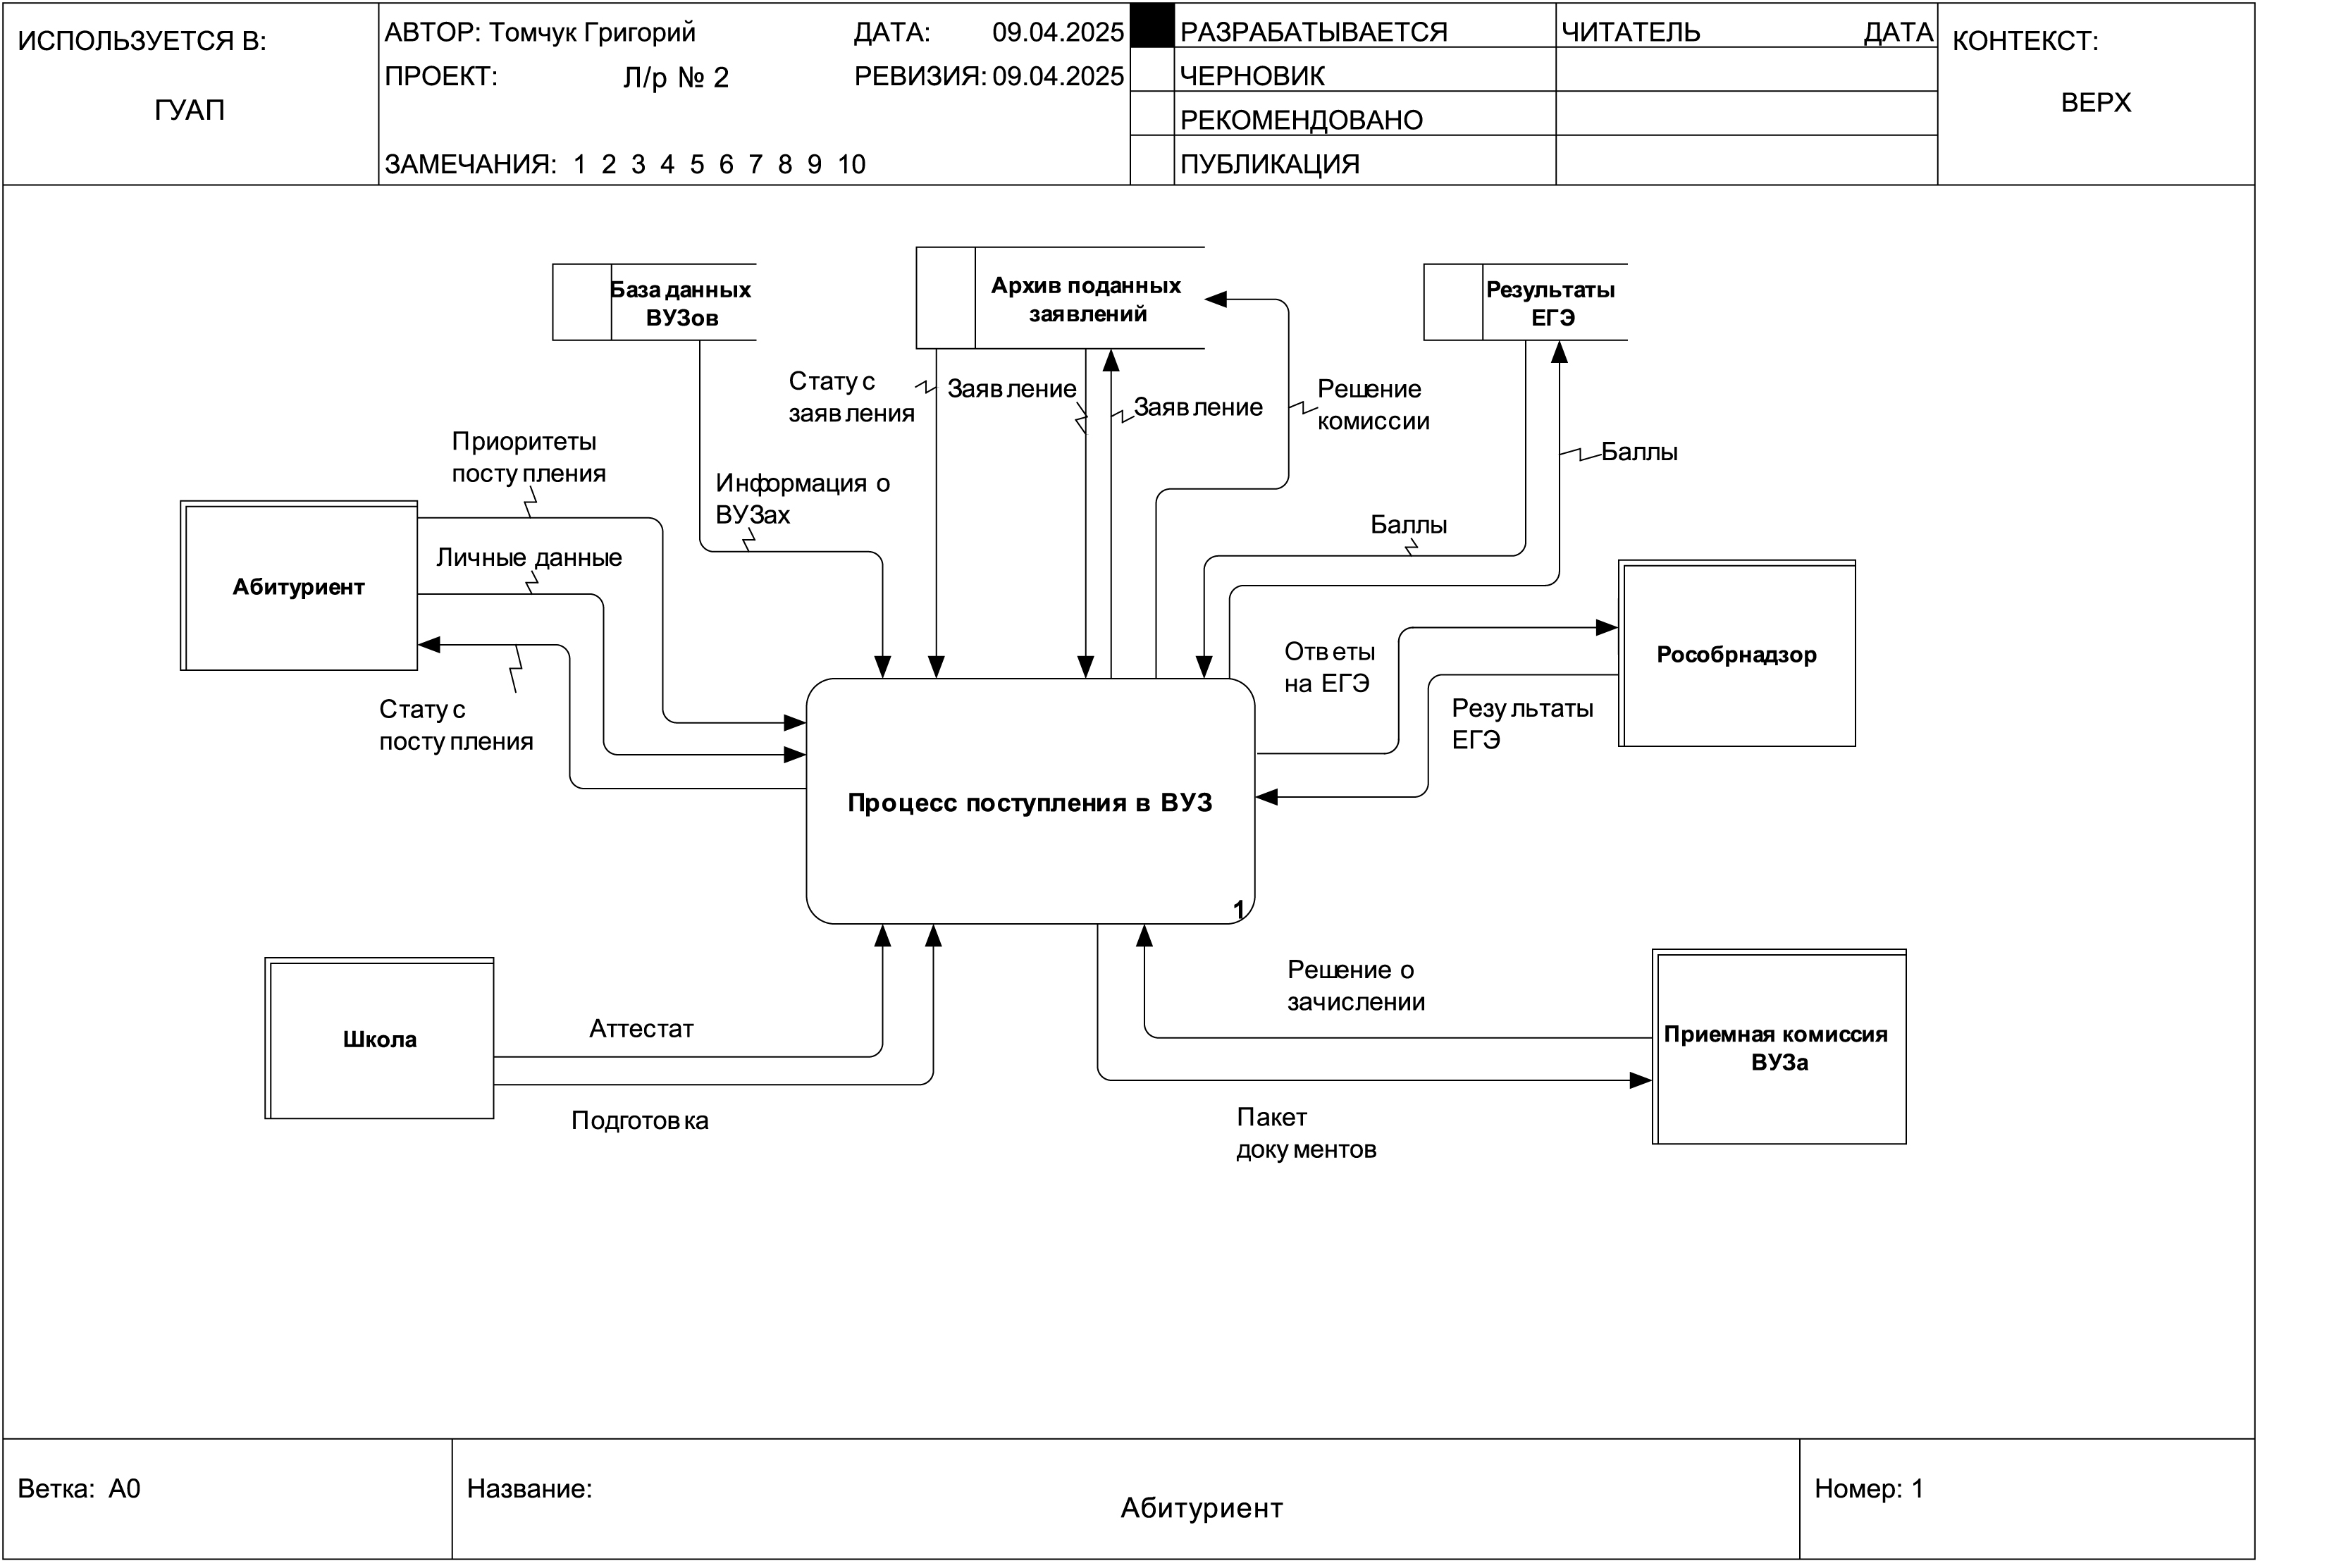 ИСПОЛЬЗУЕТСЯ В:
ГУАП
АВТОР: Томчук Григорий
ДАТА: 09.04.2025
ПРОЕКТ: Л/р № 2
РЕВИЗИЯ: 09.04.2025
ЗАМЕЧАНИЯ: 1 2 3 4 5 6 7 8 9 10
РАЗРАБАТЫВАЕТСЯ
ЧЕРНОВИК
РЕКОМЕНДОВАНО
ПУБЛИКАЦИЯ
ЧИТАТЕЛЬ ДАТА
КОНТЕКСТ:
ВЕРХ
База данных
ВУЗов
Архив поданных
заявлений
Результаты
ЕГЭ
Статус
заявления
Заявление
Заявление
Решение
комиссии
Баллы
Приоритеты
поступления
Информация о
ВУЗах
Баллы
Личные данные
Абитуриент
Статус
поступления
Ответы
на ЕГЭ
Рособрнадзор
Результаты
ЕГЭ
Процесс поступления в ВУЗ
1
Решение о
зачислении
Школа
Аттестат
Приемная комиссия
ВУЗа
Подготовка
Пакет
документов
Ветка: A0
Название:
Абитуриент
Номер: 1